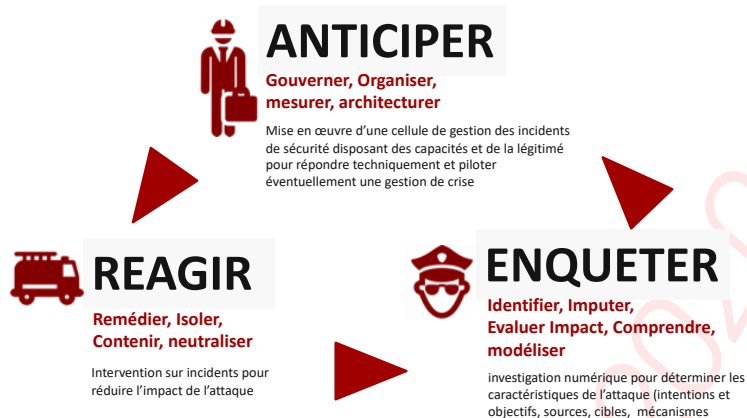 ANTICIPER
Gouverner, Organiser,
mesurer, architecturer
Mise en œuvre d’une cellule de gestion des incidents
de sécurité disposant des capacités et de la légitimé
pour répondre techniquement et piloter
éventuellement une gestion de crise
REAGIR
Remédier, Isoler,
Contenir, neutraliser
Intervention sur incidents pour
réduire l’impact de l’attaque
ENQUETER
Identifier, Imputer,
Evaluer Impact, Comprendre,
modéliser
investigation numérique pour déterminer les
caractéristiques de l’attaque (intentions et
objectifs, sources, cibles, mécanismes